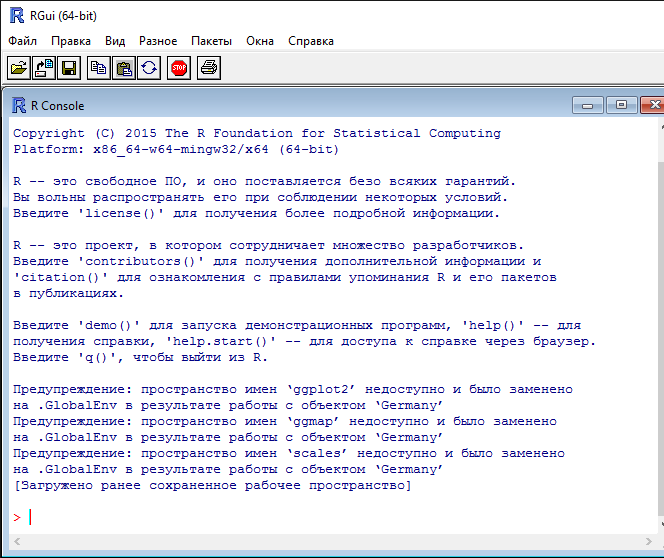 RGui (64-bit)
Файл Правка Вид Разное Пакеты Окна Справка
STOP
R Console
Copyright (C) 2015 The R Foundation for Statistical Computing
Platform: x86_64-w64-mingw32/x64 (64-bit)
R -- это свободное ПО, и оно поставляется безо всяких гарантий.
Вы вольны распространять его при соблюдении некоторых условий.
Введите 'license()' для получения более подробной информации.
R -- это проект, в котором сотрудничает множество разработчиков.
Введите 'contributors()' для получения дополнительной информации и
'citation()' для ознакомления с правилами упоминания R и его пакетов
в публикациях.
Введите 'demo()' для запуска демонстрационных программ, 'help()' -- для
получения справки, 'help.start()' -- для доступа к справке через браузер.
Введите 'q()', чтобы выйти из R.
Предупреждение: пространство имен ‘ggplot2’ недоступно и было заменено
на .GlobalEnv в результате работы с объектом ‘Germany’
Предупреждение: пространство имен ‘ggmap’ недоступно и было заменено
на .GlobalEnv в результате работы с объектом ‘Germany’
Предупреждение: пространство имен ‘scales’ недоступно и было заменено
на .GlobalEnv в результате работы с объектом ‘Germany’
[Загружено ранее сохраненное рабочее пространство]
>